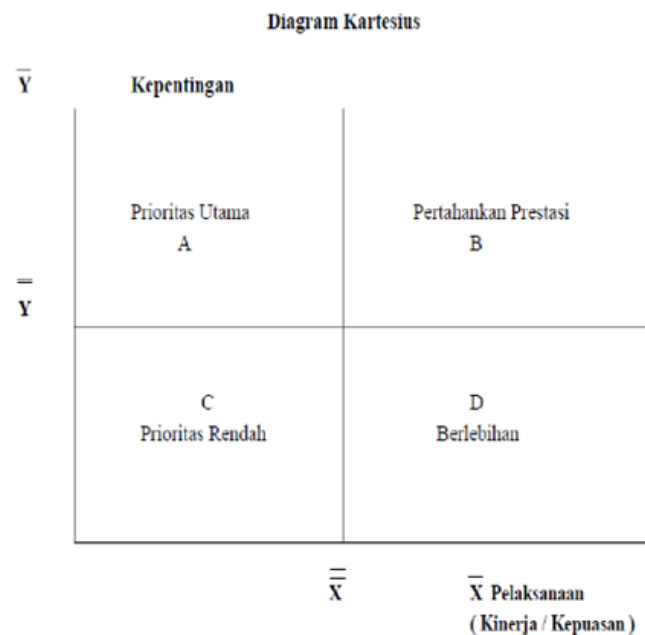 Diagram Kartesius
Y̅ Kepentingan
Prioritas Utama Pertahankan Prestasi
A B
Y̿
C D
Prioritas Rendah Berlebihan
X̿ X̅ Pelaksanaan
( Kinerja / Kepuasan )